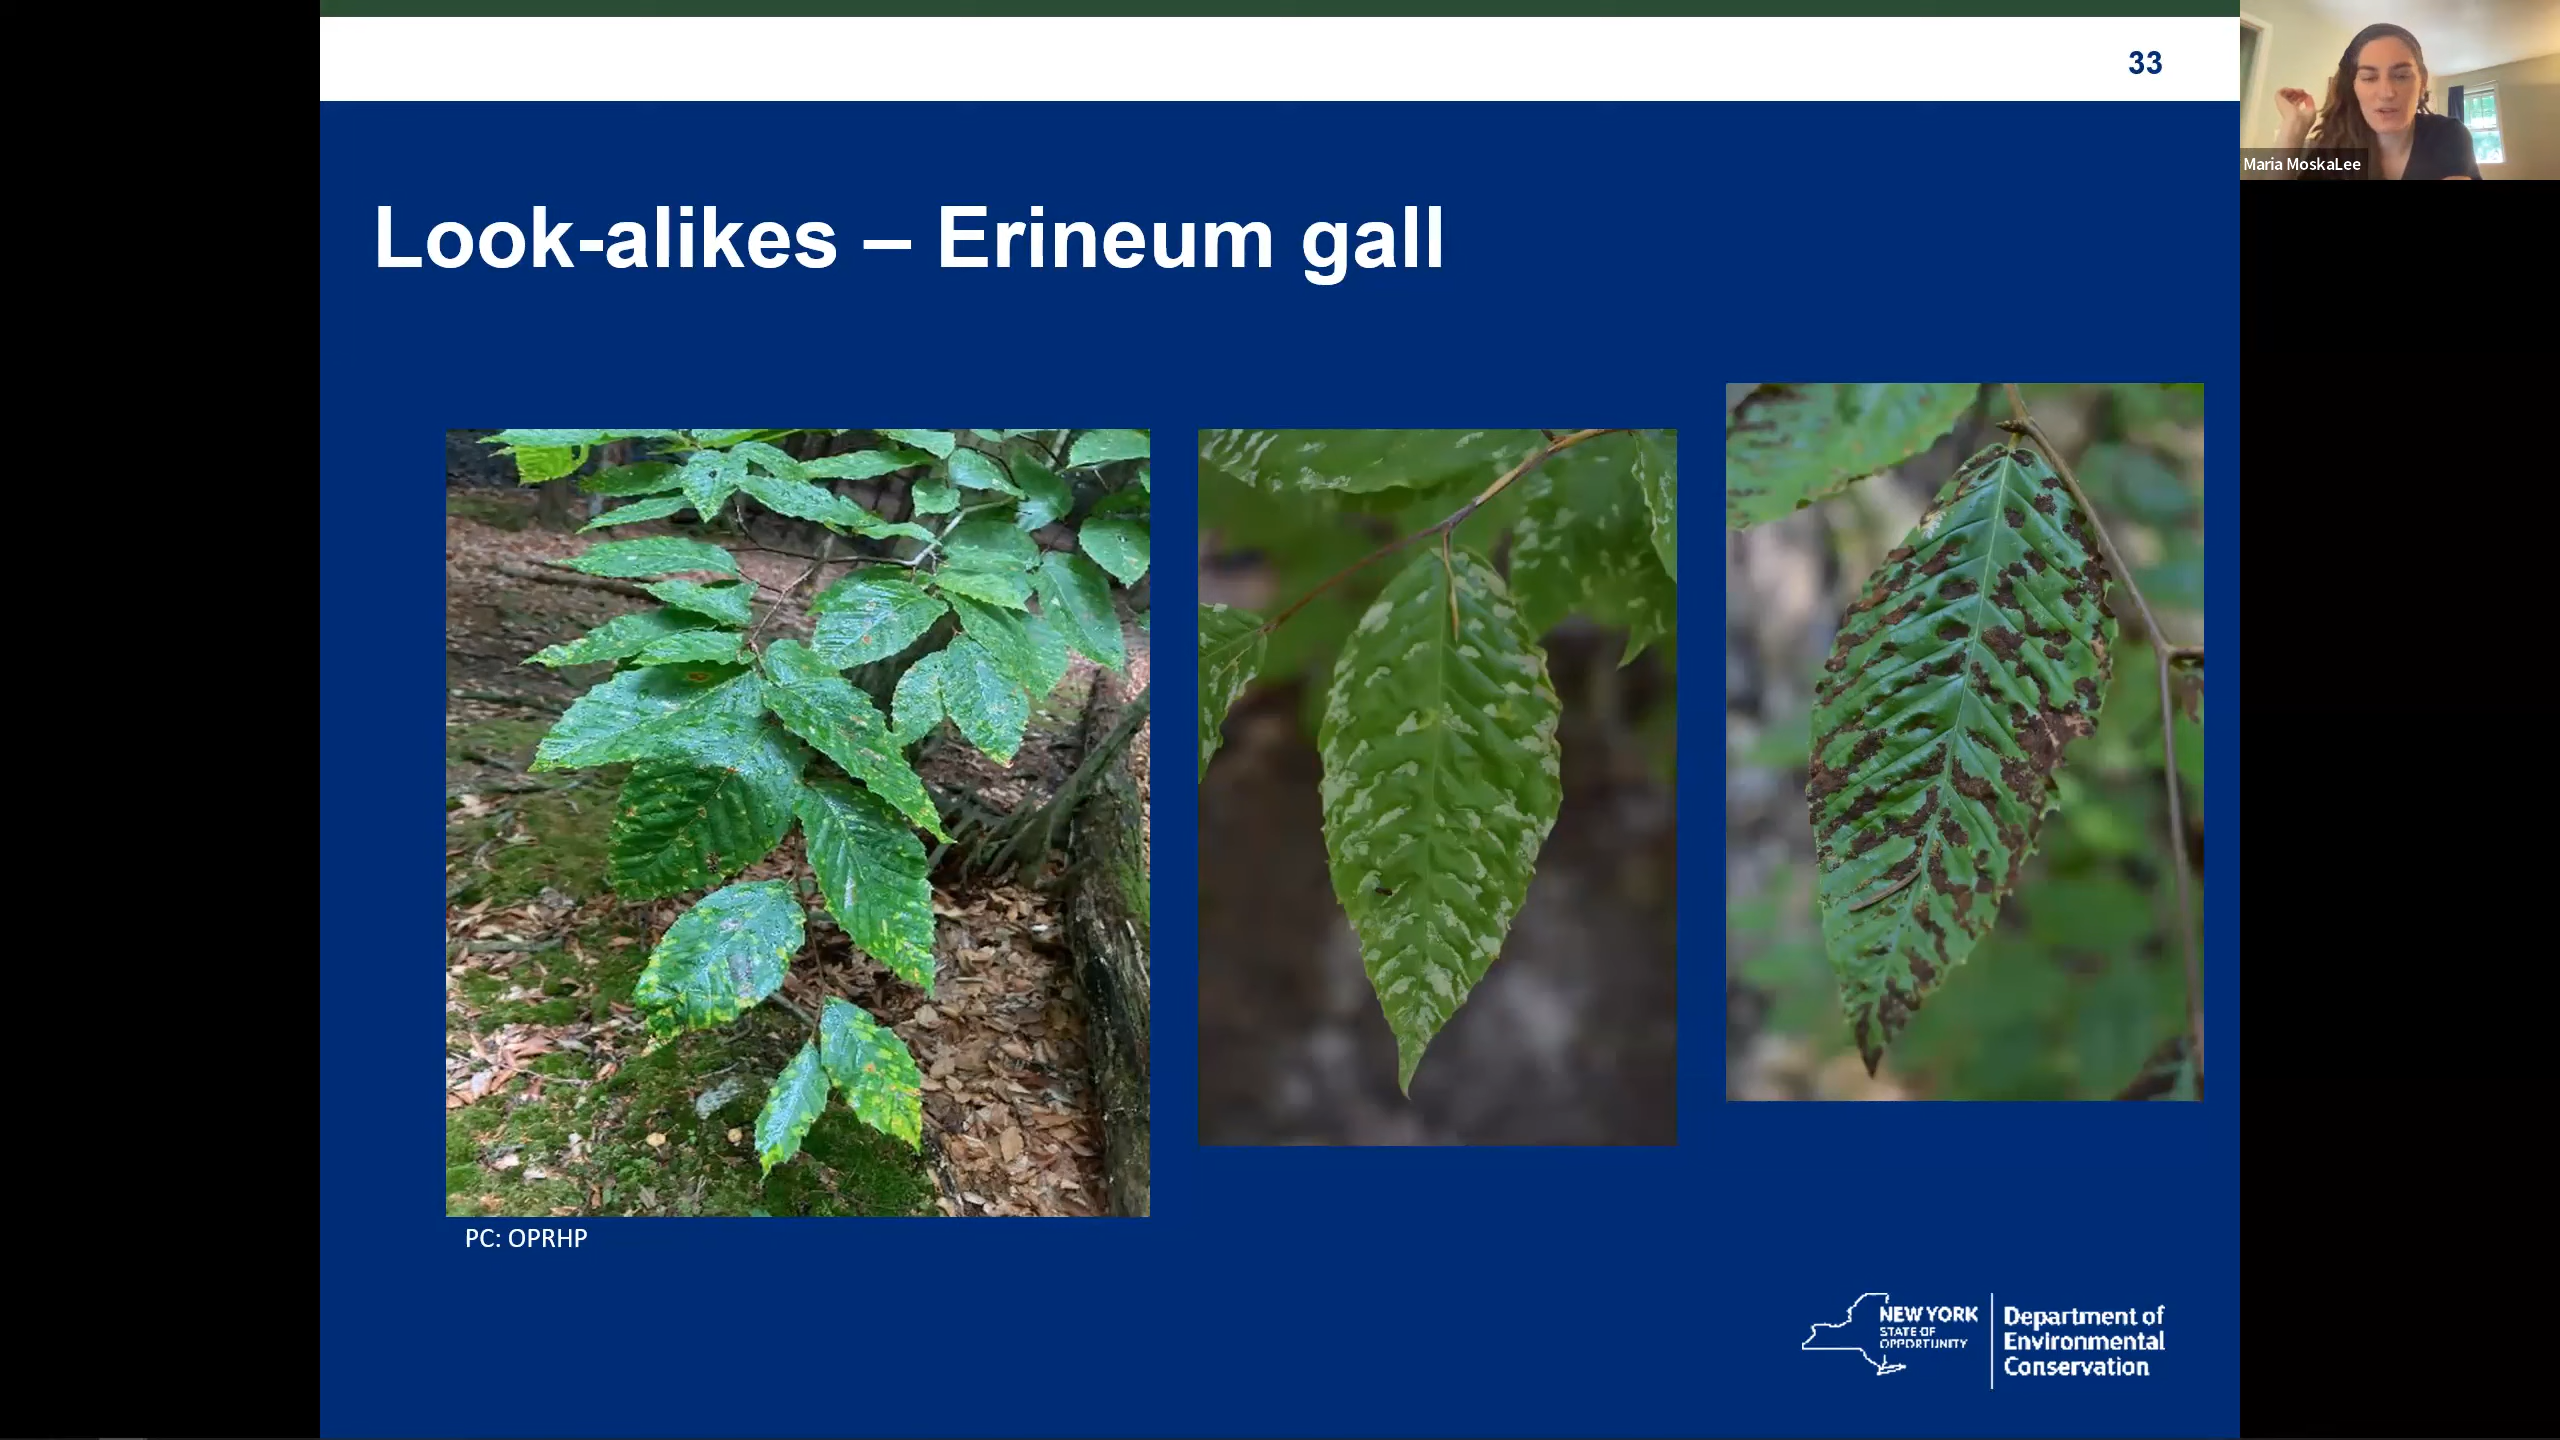 33
Maria MoskaLee
Look-alikes – Erineum gall
PC: OPRHP
NEW YORK
STATE OF
OPPORTUNITY
Department of
Environmental
Conservation